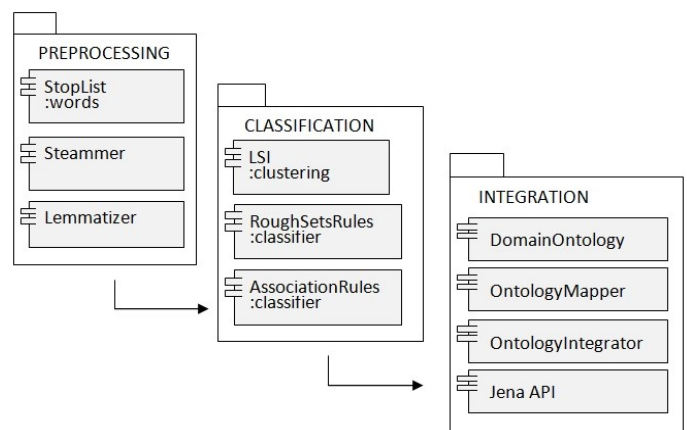 PREPROCESSING
StopList
:words
Steammer
Lemmatizer
CLASSIFICATION
LSI
:clustering
RoughSetsRules
:classifier
AssociationRules
:classifier
INTEGRATION
DomainOntology
OntologyMapper
OntologyIntegrator
Jena API